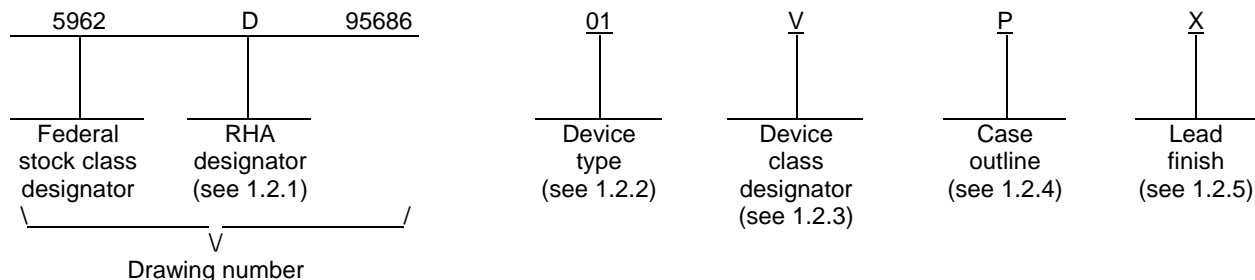 5962 D 95686 01 V P X
Federal stock class designator
RHA designator (see 1.2.1)
Device type (see 1.2.2)
Device class designator (see 1.2.3)
Case outline (see 1.2.4)
Lead finish (see 1.2.5)
Drawing number